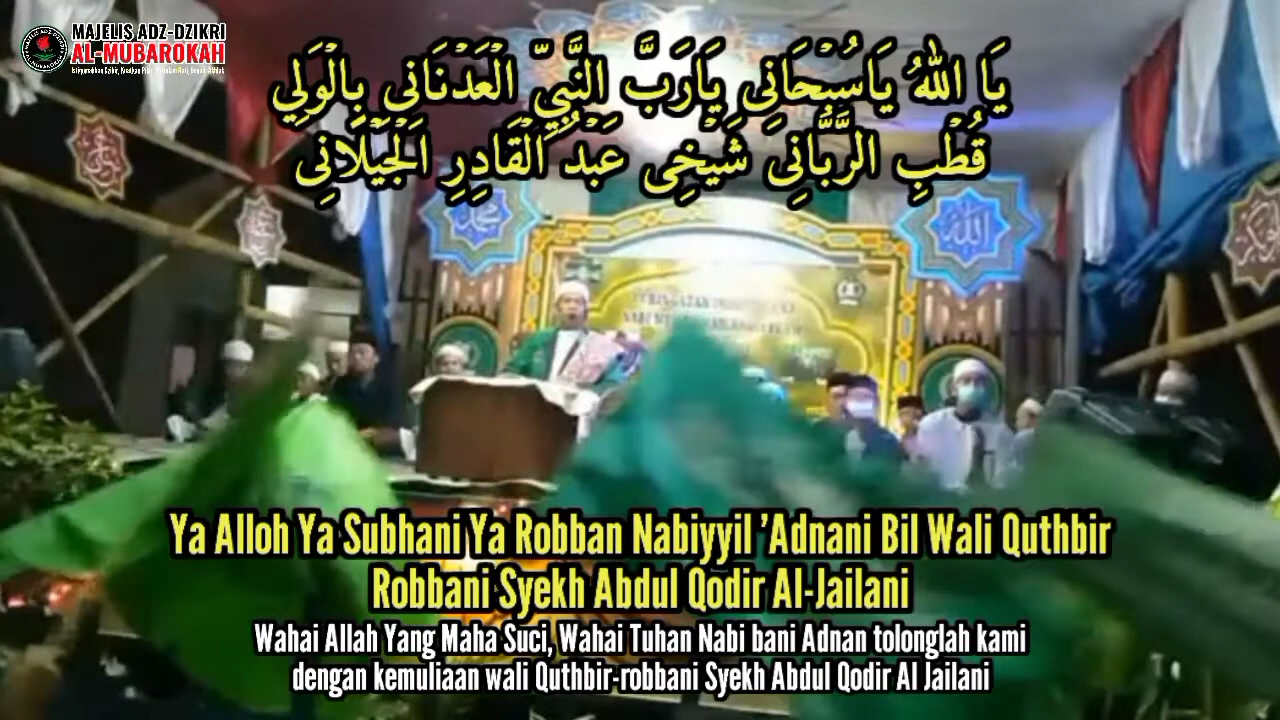 MAJELIS ADZ-DZIKRI
AL-MUBAROKAH
يَا اللّٰهُ يَاسُبْحَانِى يَارَبَّ النَّبِيِّ الْعَدْنَانِى بِالْوَلِي
قُطْبِ الرَّبَّانِى شَيْخِى عَبْدُ الْقَادِرِ الْجَيْلَانِى
محمد
الله
Ya Alloh Ya Subhani Ya Robban Nabiyyil 'Adnani Bil Wali Quthbir
Robbani Syekh Abdul Qodir Al-Jailani
Wahai Allah Yang Maha Suci, Wahai Tuhan Nabi bani Adnan tolonglah kami
dengan kemuliaan wali Quthbir-robbani Syekh Abdul Qodir Al Jailani